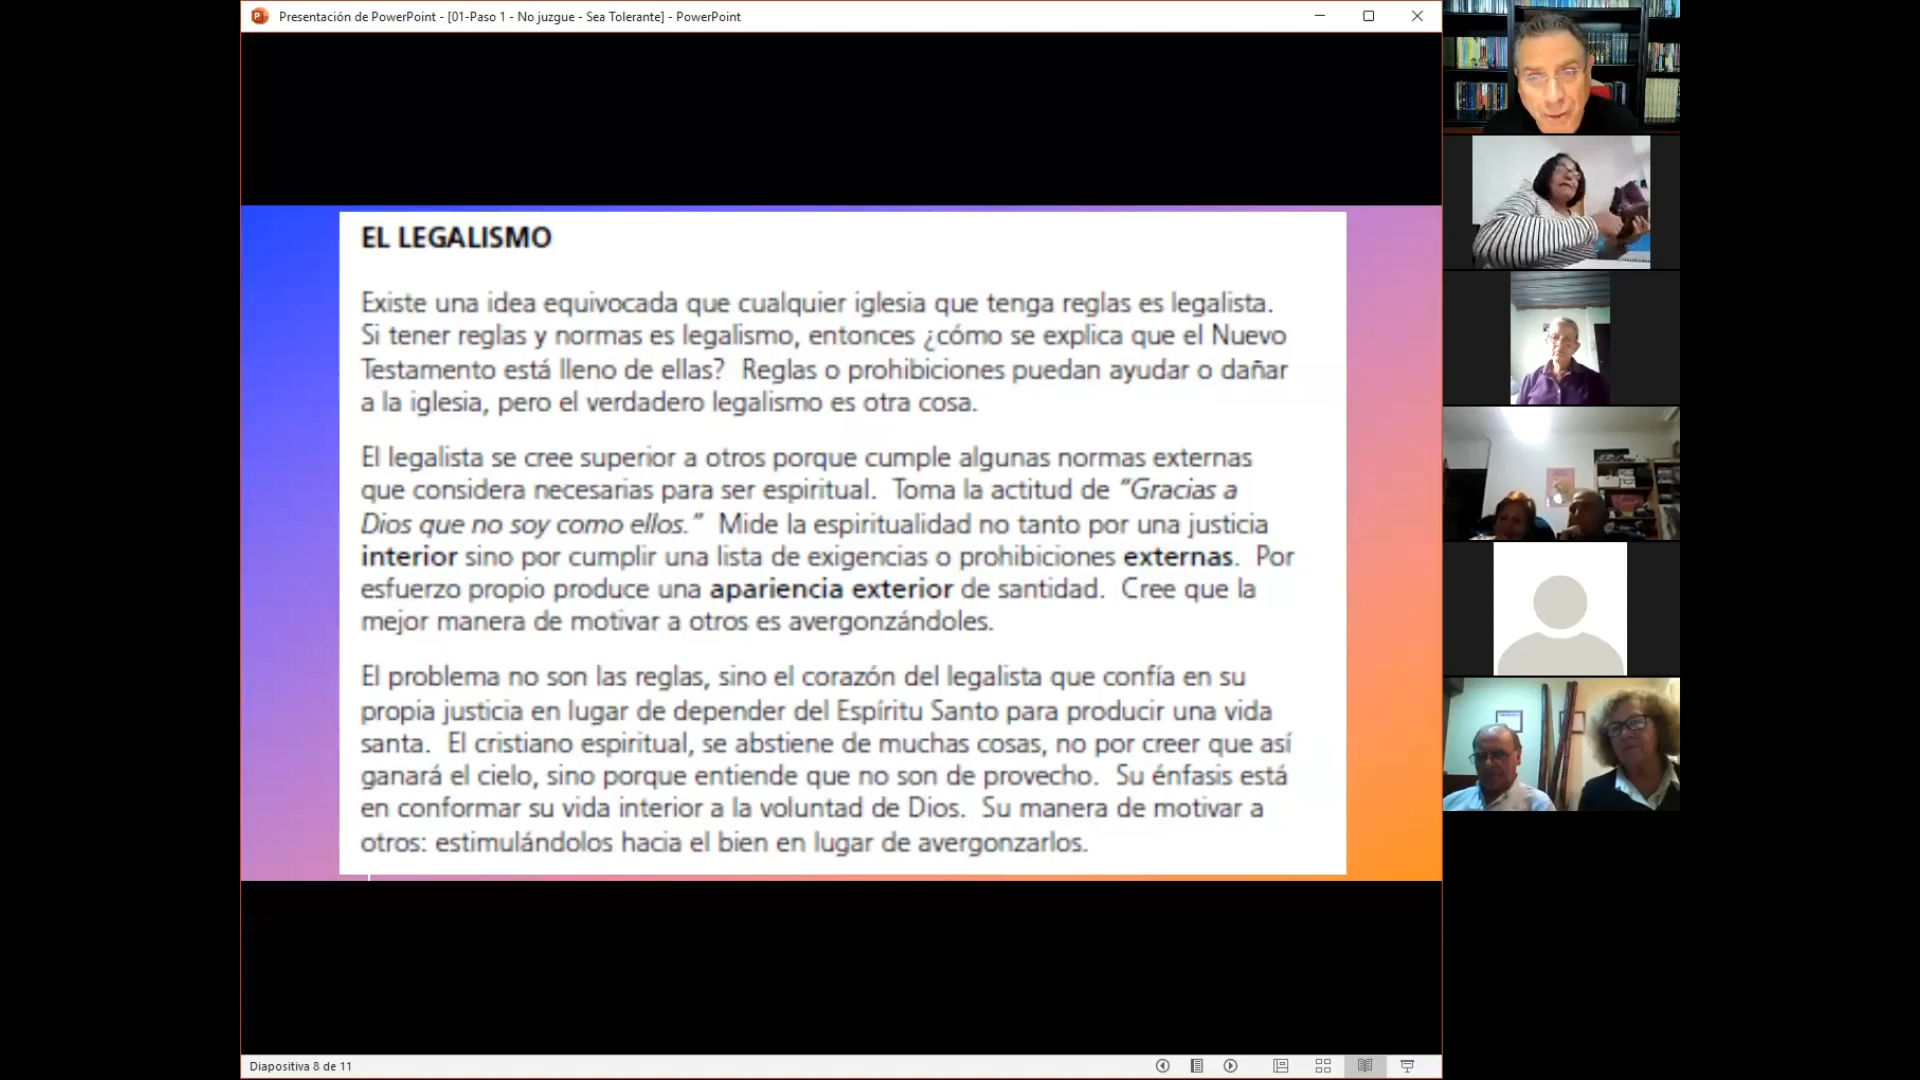 Presentación de PowerPoint - [01-Paso 1 - No juzgue - Sea Tolerante] - PowerPoint
EL LEGALISMO
Existe una idea equivocada que cualquier iglesia que tenga reglas es legalista.
Si tener reglas y normas es legalismo, entonces ¿cómo se explica que el Nuevo
Testamento está lleno de ellas? Reglas o prohibiciones puedan ayudar o dañar
a la iglesia, pero el verdadero legalismo es otra cosa.
El legalista se cree superior a otros porque cumple algunas normas externas
que considera necesarias para ser espiritual. Toma la actitud de “Gracias a
Dios que no soy como ellos.” Mide la espiritualidad no tanto por una justicia
interior sino por cumplir una lista de exigencias o prohibiciones externas. Por
esfuerzo propio produce una apariencia exterior de santidad. Cree que la
mejor manera de motivar a otros es avergonzándoles.
El problema no son las reglas, sino el corazón del legalista que confía en su
propia justicia en lugar de depender del Espíritu Santo para producir una vida
santa. El cristiano espiritual, se abstiene de muchas cosas, no por creer que así
ganará el cielo, sino porque entiende que no son de provecho. Su énfasis está
en conformar su vida interior a la voluntad de Dios. Su manera de motivar a
otros: estimulándolos hacia el bien en lugar de avergonzarlos.
Diapositiva 8 de 11